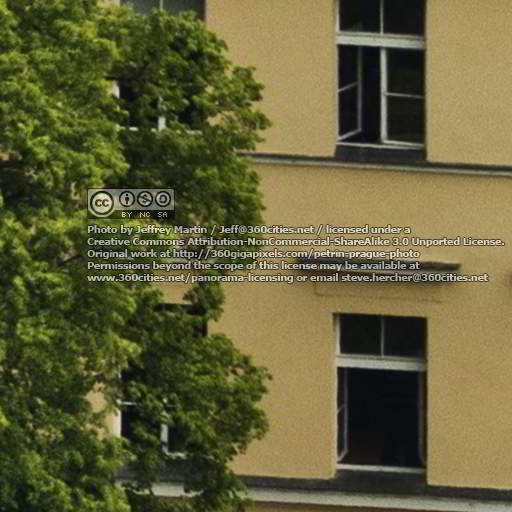 cc BY NC SA
Photo by Jeffrey Martin / Jeff@360cities.net / licensed under a
Creative Commons Attribution-NonCommercial-ShareAlike 3.0 Unported License.
Original work at http://360gigapixels.com/petrin-prague-photo
Permissions beyond the scope of this license may be available at
www.360cities.net/panorama-licensing or email steve.hercher@360cities.net